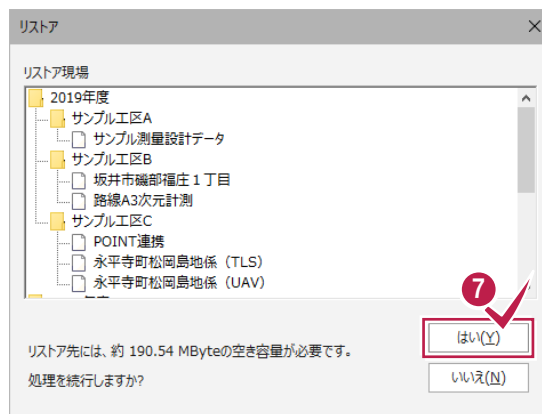 リストア
リストア現場
2019年度
サンプル工区A
サンプル測量設計データ
サンプル工区B
坂井市磯部福庄1丁目
路線A3次元計測
サンプル工区C
POINT連携
永平寺町松岡島地係（TLS）
永平寺町松岡島地係（UAV）
7
はい(Y)
リストア先には、約 190.54 MByteの空き容量が必要です。
処理を続行しますか?
いいえ(N)